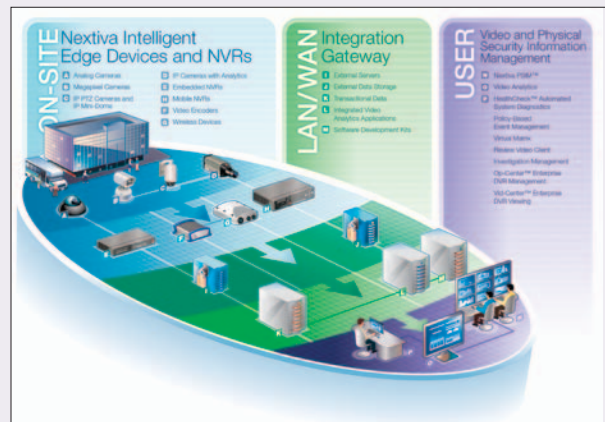 ON-SITE
Nextiva Intelligent
Edge Devices and NVRs
Analog Cameras
Megapixel Cameras
IP PTZ Cameras and
IP Mini-Dome
IP Cameras with Analytics
Embedded NVRs
Mobile NVRs
Video Encoders
Wireless Devices
LAN/WAN
Integration
Gateway
External Servers
External Data Storage
Transactional Data
Integrated Video
Analytics Applications
Software Development Kits
USER
Video and Physical
Security Information
Management
Nextiva PSIM™
Video Analytics
HealthCheck™ Automated
System Diagnostics
Policy-based
Event Management
Virtual Matrix
Review Video Client
Investigation Management
Op-Center™ Enterprise
DVR Management
Vid-Center™ Enterprise
DVR Viewing